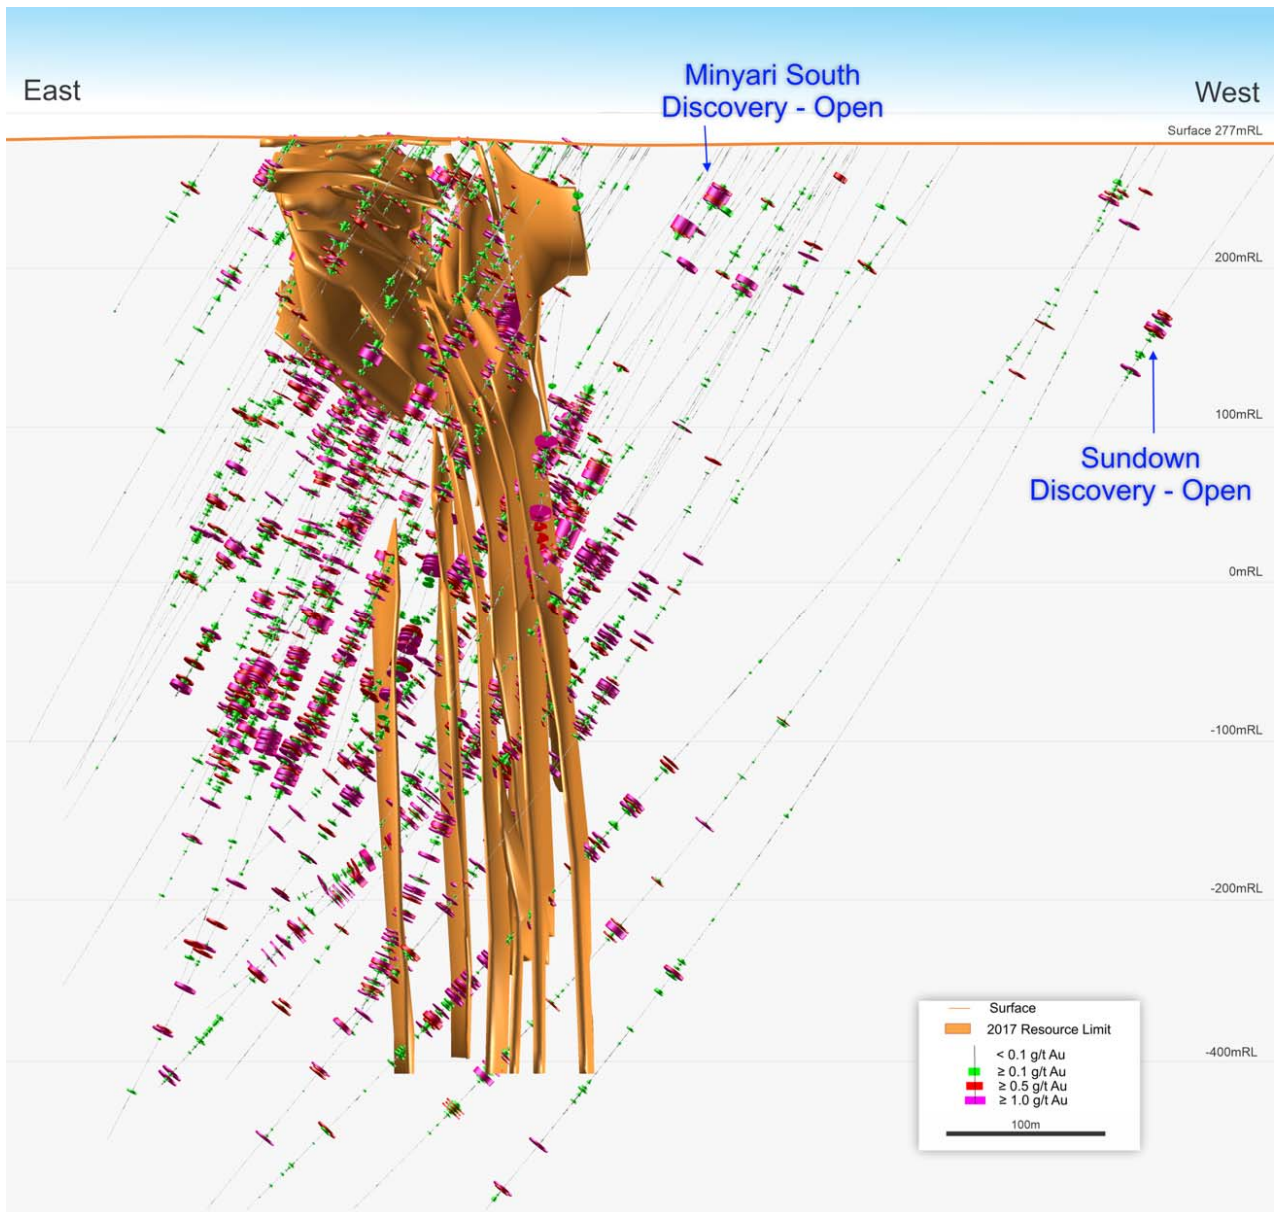 East
Minyari South
Discovery - Open
West
Surface 277mRL
200mRL
100mRL
Sundown
Discovery - Open
0mRL
-100mRL
-200mRL
-400mRL
Surface
2017 Resource Limit
< 0.1 g/t Au
≥ 0.1 g/t Au
≥ 0.5 g/t Au
≥ 1.0 g/t Au
100m